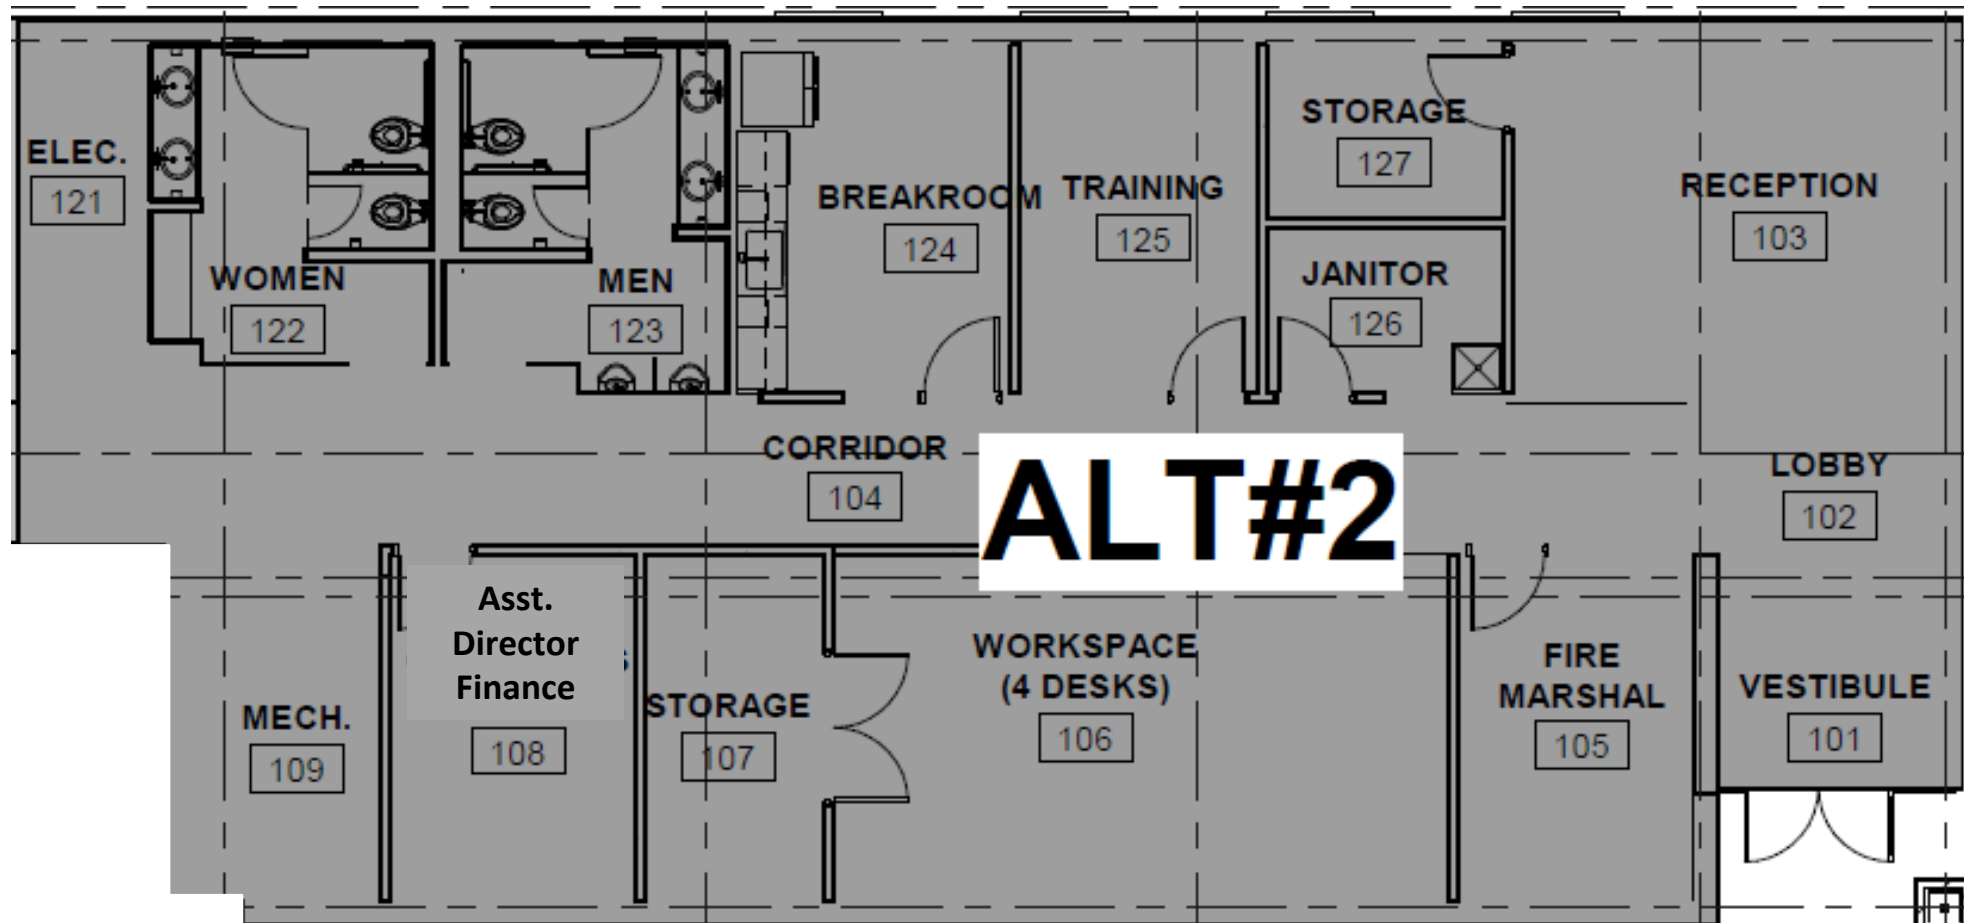 ELEC.
121
WOMEN
122
MEN
123
BREAKROOM
124
TRAINING
125
STORAGE
127
JANITOR
126
RECEPTION
103
CORRIDOR
104
ALT#2
LOBBY
102
MECH.
109
Asst.
Director
Finance
108
STORAGE
107
WORKSPACE
(4 DESKS)
106
FIRE
MARSHAL
105
VESTIBULE
101